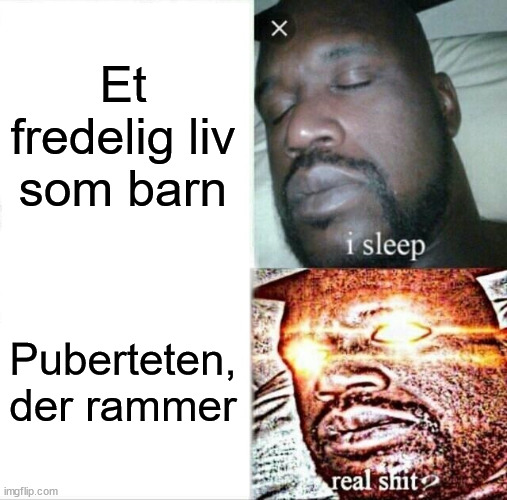 Et
fredelig liv
som barn
i sleep
Puberteten,
der rammer
real shit?
imgflip.com